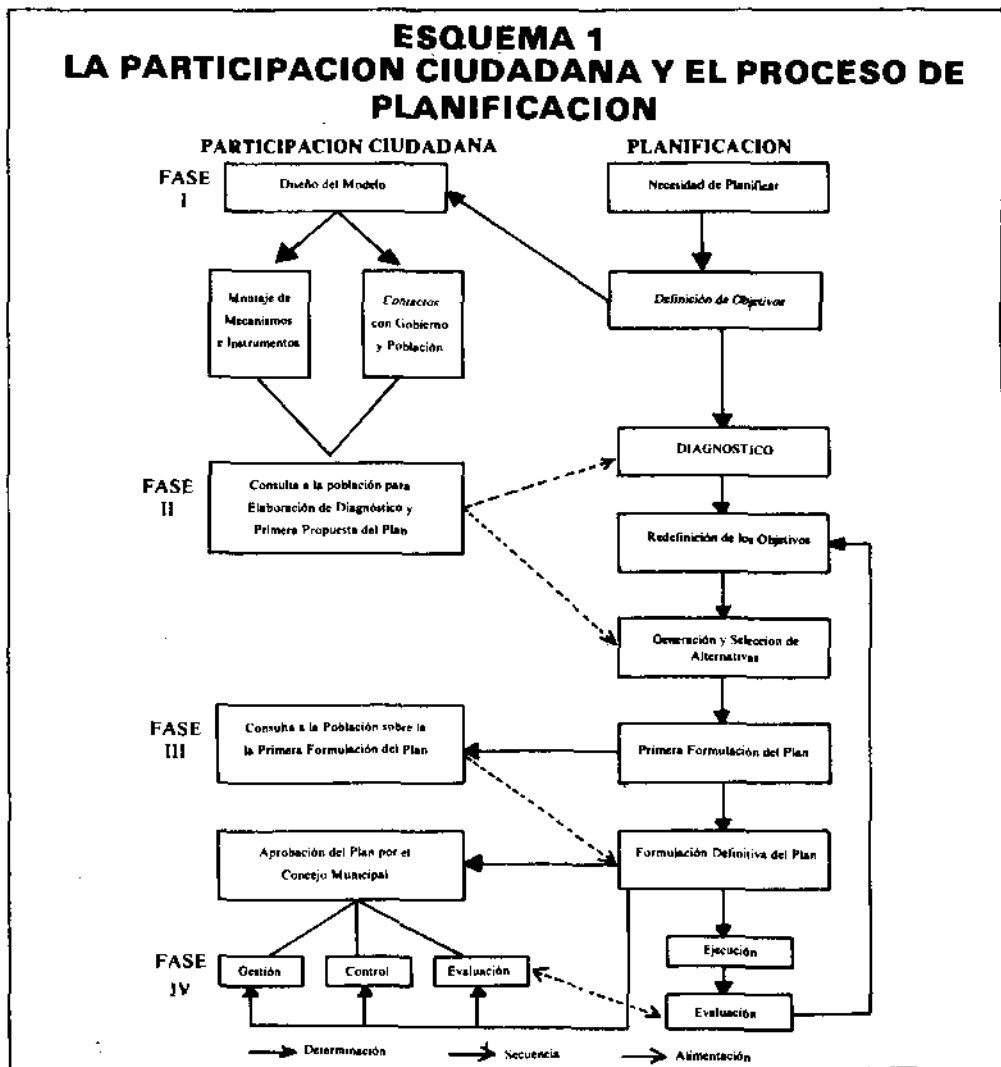 ESQUEMA 1
LA PARTICIPACION CIUDADANA Y EL PROCESO DE
PLANIFICACION
PARTICIPACION CIUDADANA
PLANIFICACION
FASE
I
Diseño del Modelo
Necesidad de Planificar
Montaje de
Mecanismos
e Instrumentos
Contactos
con Gobierno
y Población
Definición de Objetivos
DIAGNOSTICO
FASE
II
Consulta a la población para
Elaboración de Diagnóstico y
Primera Propuesta del Plan
Redefinición de los Objetivos
Generación y Selección de
Alternativas
FASE
III
Consulta a la Población sobre la
la Primera Formulación del Plan
Primera Formulación del Plan
Aprobación del Plan por el
Concejo Municipal
Formulación Definitiva del Plan
Ejecución
FASE
IV
Gestión
Control
Evaluación
Evaluación
Determinación
Secuencia
Alimentación